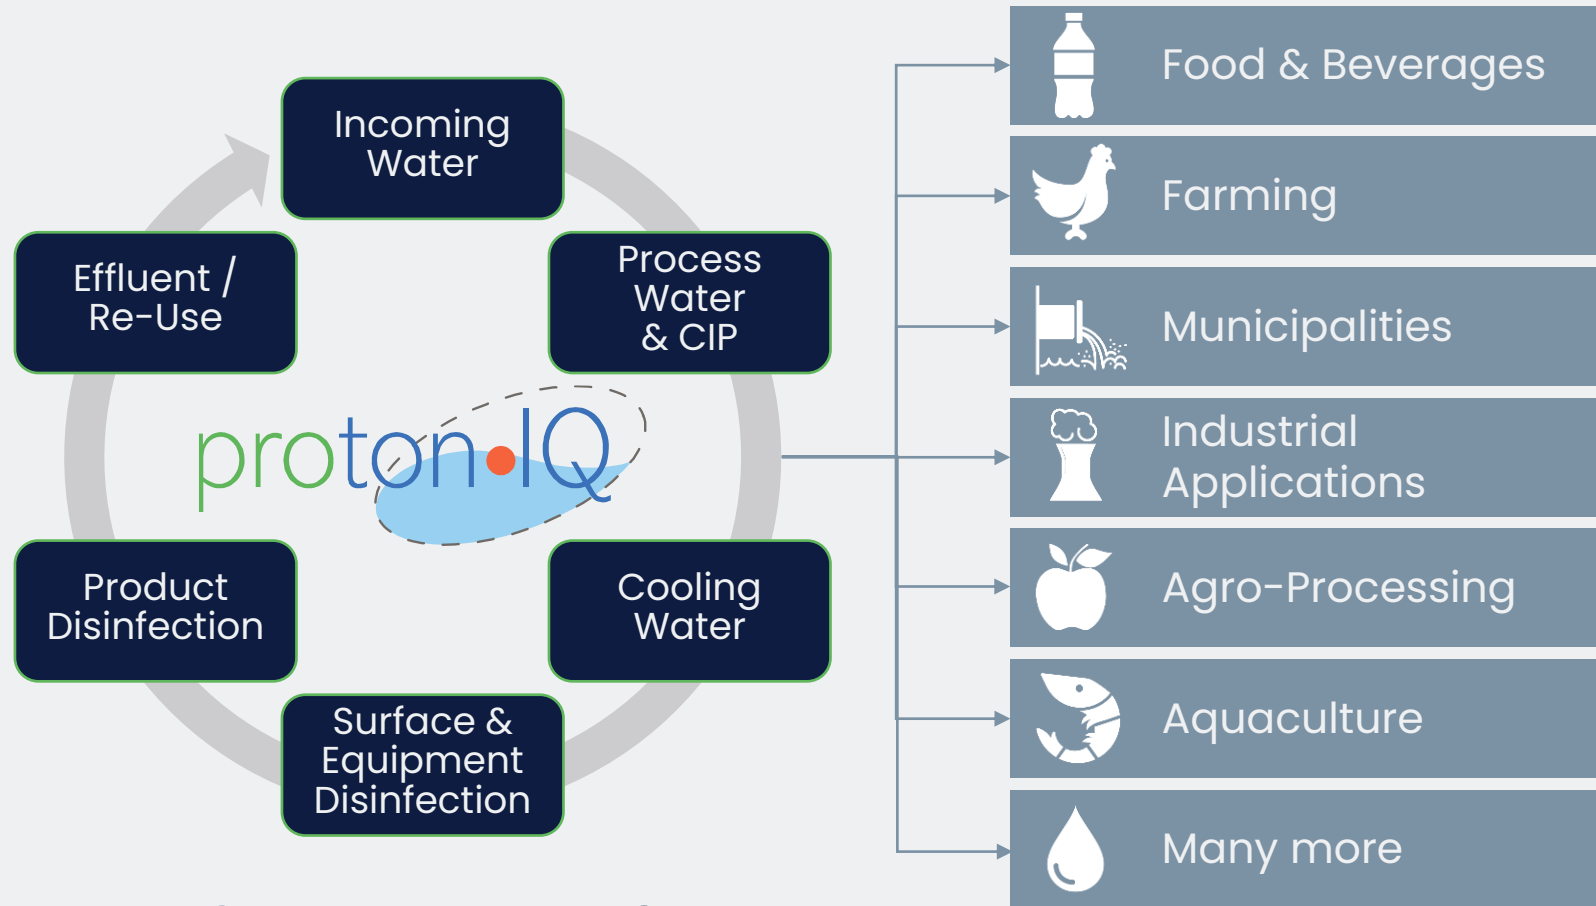 Incoming
Water
Process
Water
& CIP
Cooling
Water
Surface &
Equipment
Disinfection
Product
Disinfection
Effluent /
Re-Use
proton•IQ
Food & Beverages
Farming
Municipalities
Industrial
Applications
Agro-Processing
Aquaculture
Many more